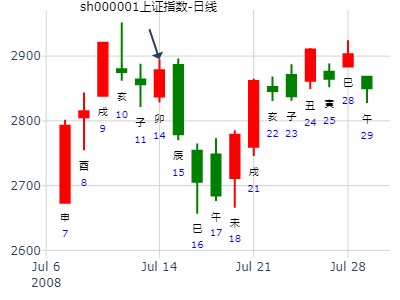 sh000001上证指数-日线
2900
2800
2700
2600
申
7
酉
8
戌
9
亥
10
子
11
卯
14
辰
15
巳
16
午
17
未
18
戌
21
亥
22
子
23
丑
24
寅
25
巳
28
午
29
Jul 6
2008
Jul 14
Jul 21
Jul 28